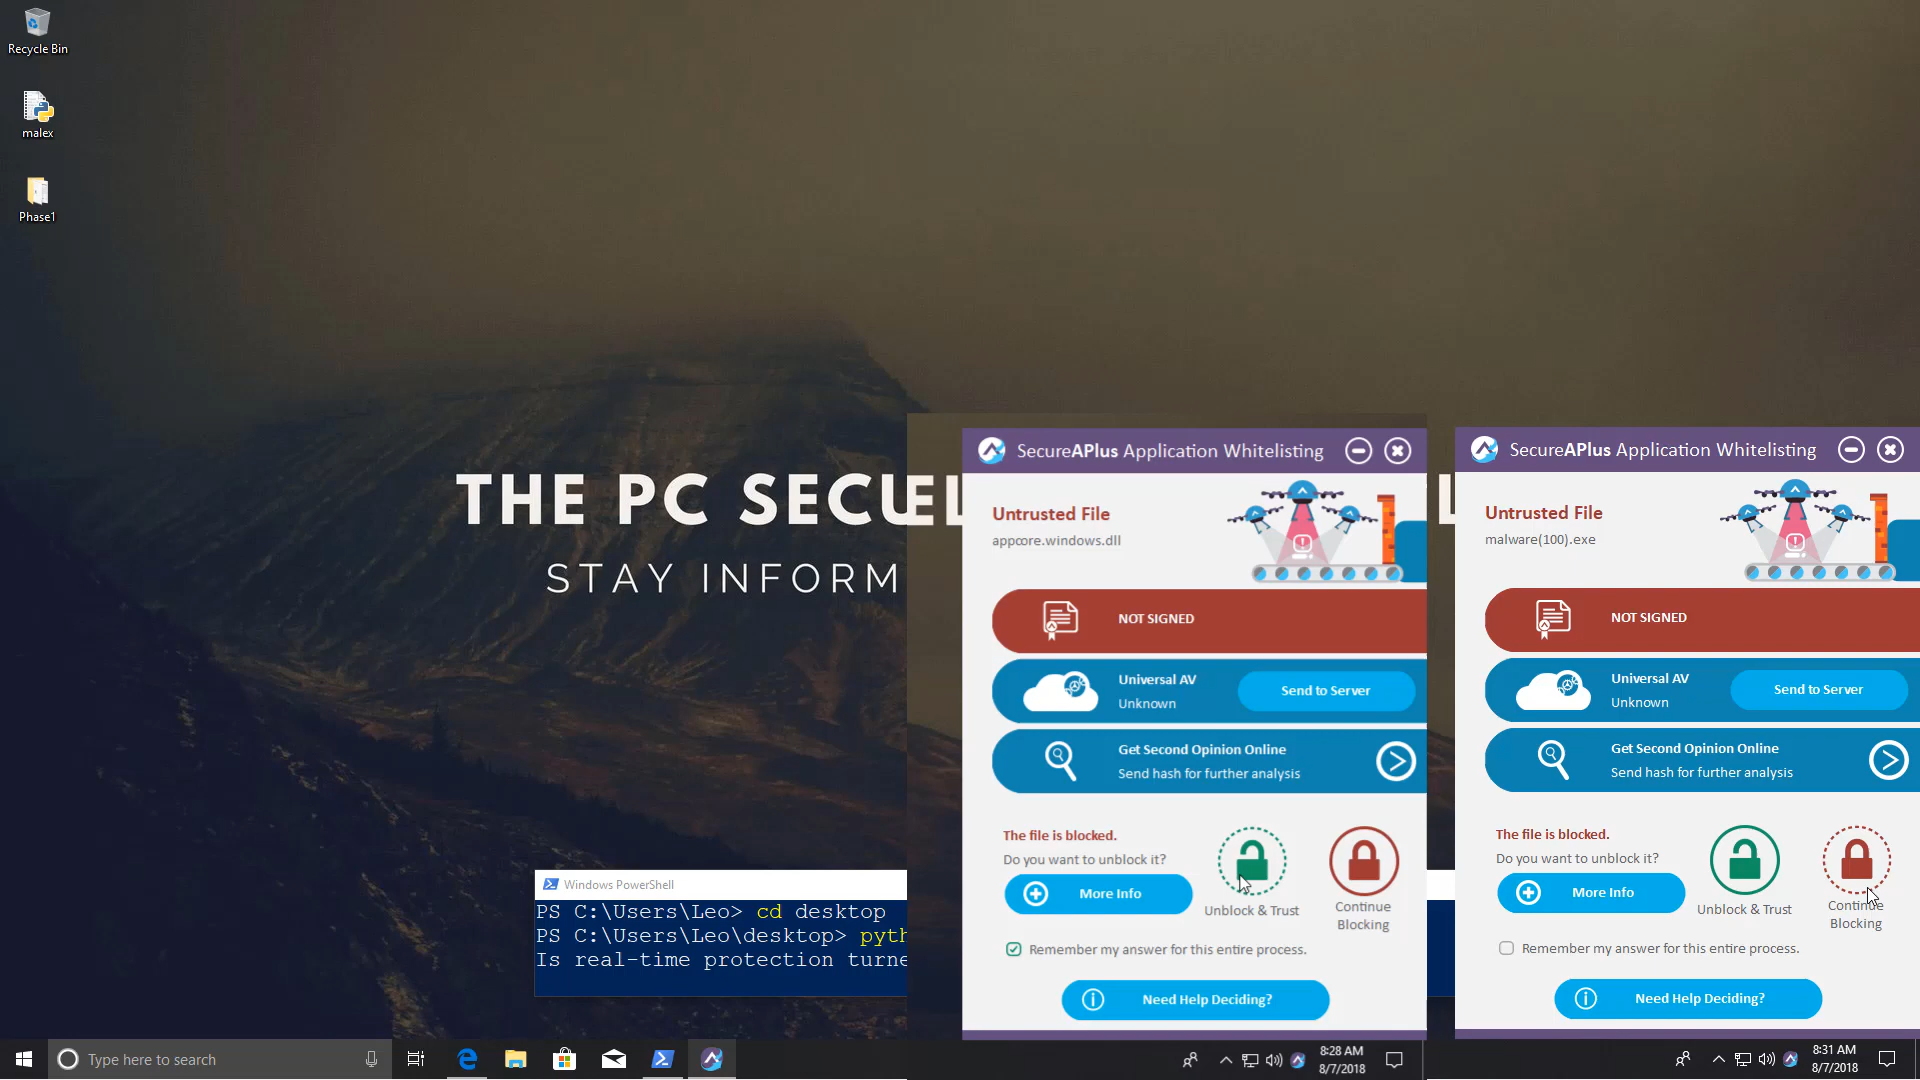 Recycle Bin
malex
Phase1
THE PC SECU
STAY INFORM
Windows PowerShell
PS C:\Users\Leo> cd desktop
PS C:\Users\Leo\desktop> pyth
Is real-time protection turne
SecureAPlus Application Whitelisting
Untrusted File
appcore.windows.dll
NOT SIGNED
Universal AV
Unknown
Send to Server
Get Second Opinion Online
Send hash for further analysis
The file is blocked.
Do you want to unblock it?
More Info
Unblock & Trust
Continue
Blocking
Remember my answer for this entire process.
Need Help Deciding?
8:28 AM
8/7/2018
SecureAPlus Application Whitelisting
Untrusted File
malware(100).exe
NOT SIGNED
Universal AV
Unknown
Send to Server
Get Second Opinion Online
Send hash for further analysis
The file is blocked.
Do you want to unblock it?
More Info
Unblock & Trust
Continue
Blocking
Remember my answer for this entire process.
Need Help Deciding?
8:31 AM
8/7/2018
Type here to search